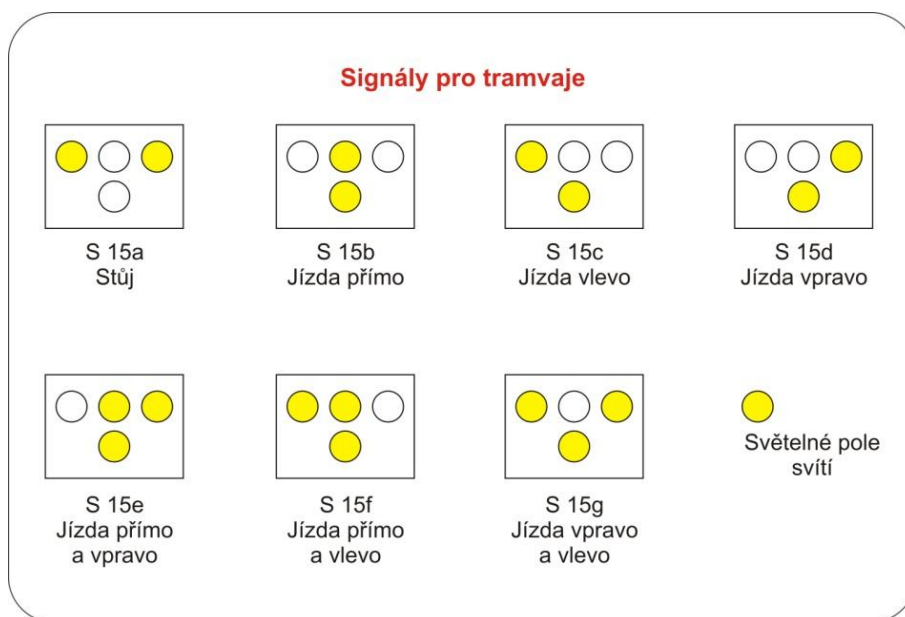 Signály pro tramvaje
S 15a
Stůj
S 15b
Jízda přímo
S 15c
Jízda vlevo
S 15d
Jízda vpravo
S 15e
Jízda přímo
a vpravo
S 15f
Jízda přímo
a vlevo
S 15g
Jízda vpravo
a vlevo
Světelné pole
svítí